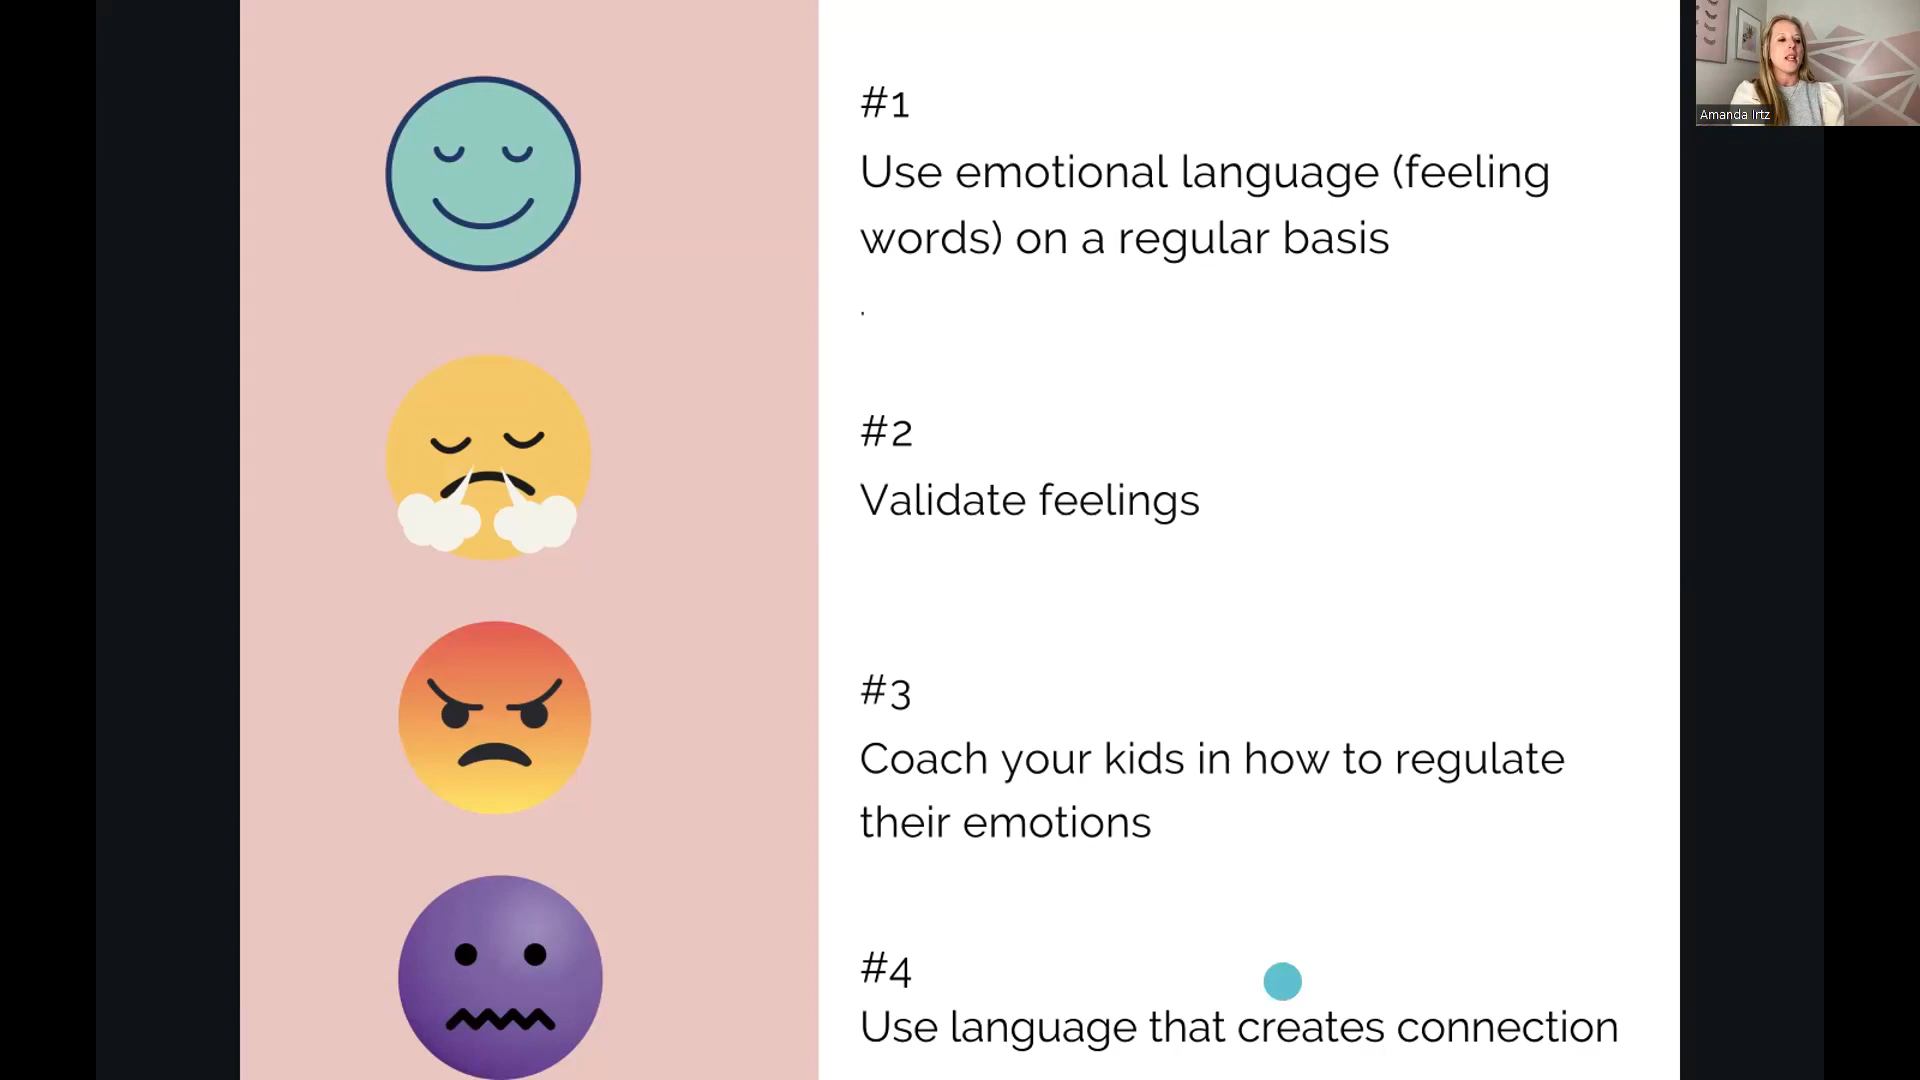 #1
Use emotional language (feeling
words) on a regular basis
.
#2
Validate feelings
#3
Coach your kids in how to regulate
their emotions
#4
Use language that creates connection
Amanda Irtz